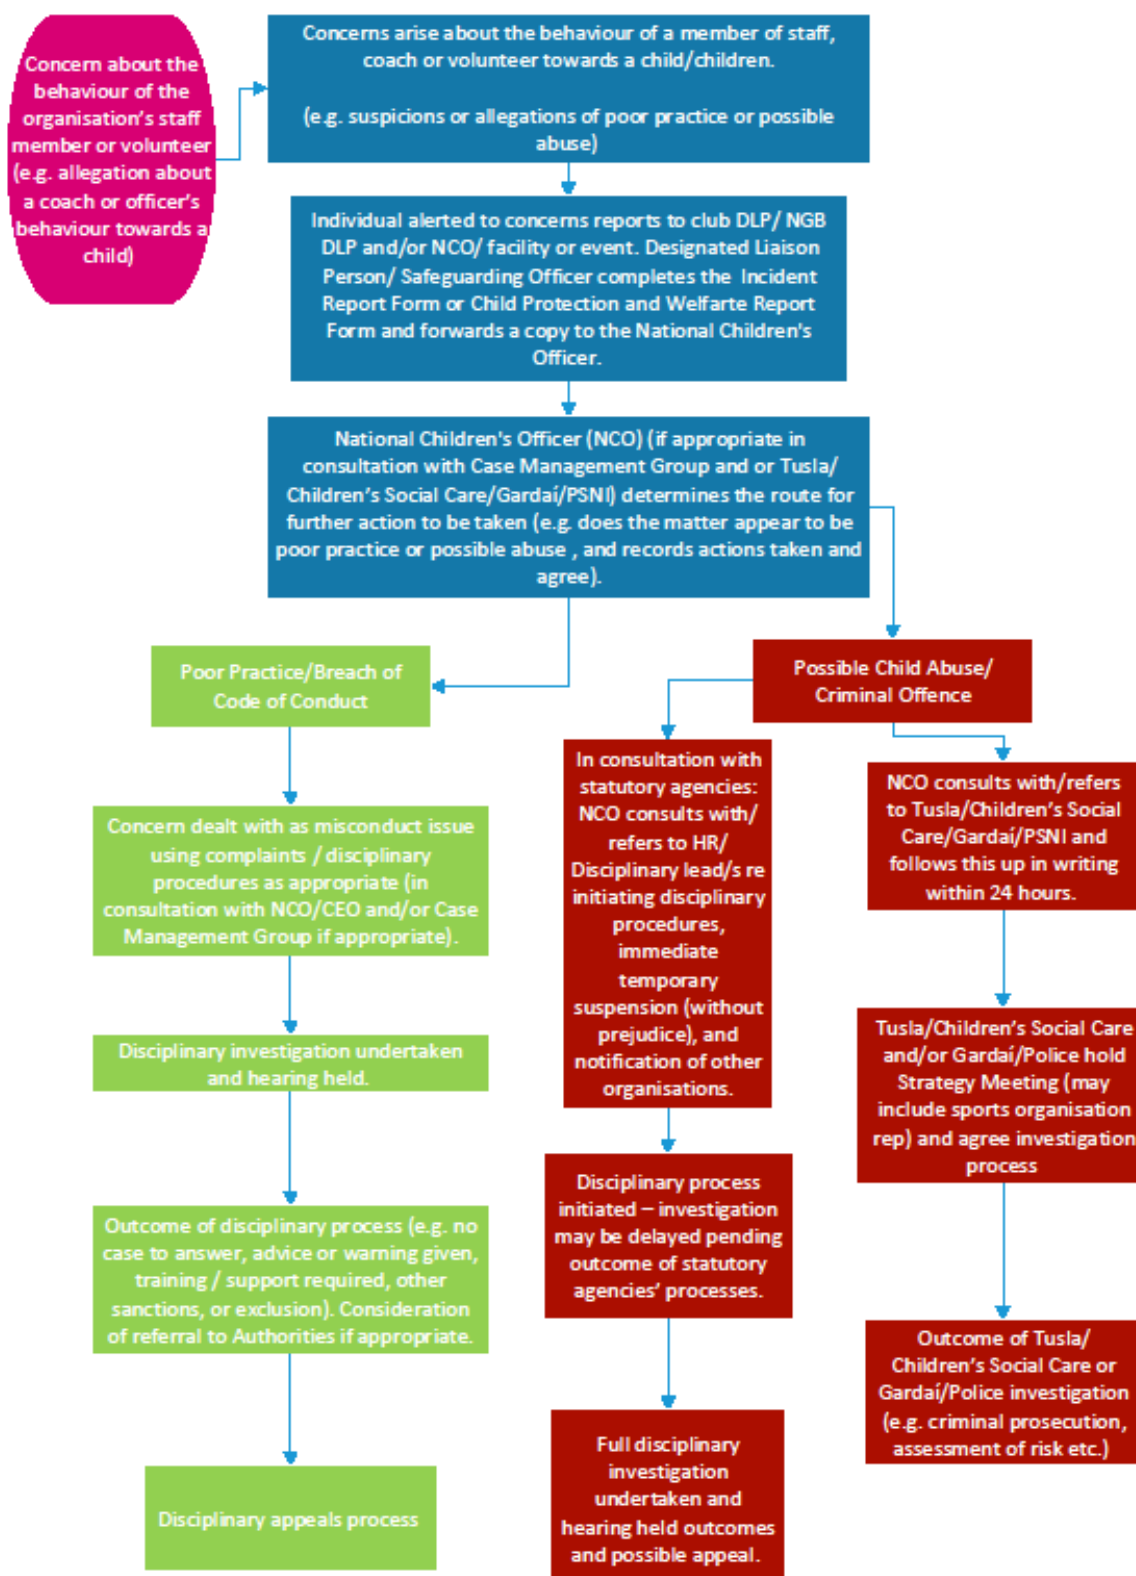 Concern about the
behaviour of the
organisation's staff
member or volunteer
(e.g. allegation about
a coach or officer's
behaviour towards a
child)
Concerns arise about the behaviour of a member of staff,
coach or volunteer towards a child/children.
(e.g. suspicions or allegations of poor practice or possible
abuse)
Individual alerted to concerns reports to club DLP/ NGB
DLP and/or NCO/ facility or event. Designated Liaison
Person/ Safeguarding Officer completes the Incident
Report Form or Child Protection and Welfarte Report
Form and forwards a copy to the National Children's
Officer.
National Children's Officer (NCO) (if appropriate in
consultation with Case Management Group and or Tusla/
Children's Social Care/Gardaí/PSNI) determines the route for
further action to be taken (e.g. does the matter appear to be
poor practice or possible abuse , and records actions taken and
agree).
Poor Practice/Breach of
Code of Conduct
Concern dealt with as misconduct issue
using complaints / disciplinary
procedures as appropriate (in
consultation with NCO/CEO and/or Case
Management Group if appropriate).
Disciplinary investigation undertaken
and hearing held.
Outcome of disciplinary process (e.g. no
case to answer, advice or warning given,
training / support required, other
sanctions, or exclusion). Consideration
of referral to Authorities if appropriate.
Disciplinary appeals process
Possible Child Abuse/
Criminal Offence
In consultation with
statutory agencies:
NCO consults with/
refers to HR/
Disciplinary lead/s re
initiating disciplinary
procedures,
immediate
temporary
suspension (without
prejudice), and
notification of other
organisations.
Disciplinary process
initiated – investigation
may be delayed pending
outcome of statutory
agencies' processes.
Full disciplinary
investigation
undertaken and
hearing held outcomes
and possible appeal.
NCO consults with/refers
to Tusla/Children's Social
Care/Gardaí/PSNI and
follows this up in writing
within 24 hours.
Tusla/Children's Social Care
and/or Gardaí/Police hold
Strategy Meeting (may
include sports organisation
rep) and agree investigation
process
Outcome of Tusla/
Children's Social Care or
Gardaí/Police investigation
(e.g. criminal prosecution,
assessment of risk etc.)